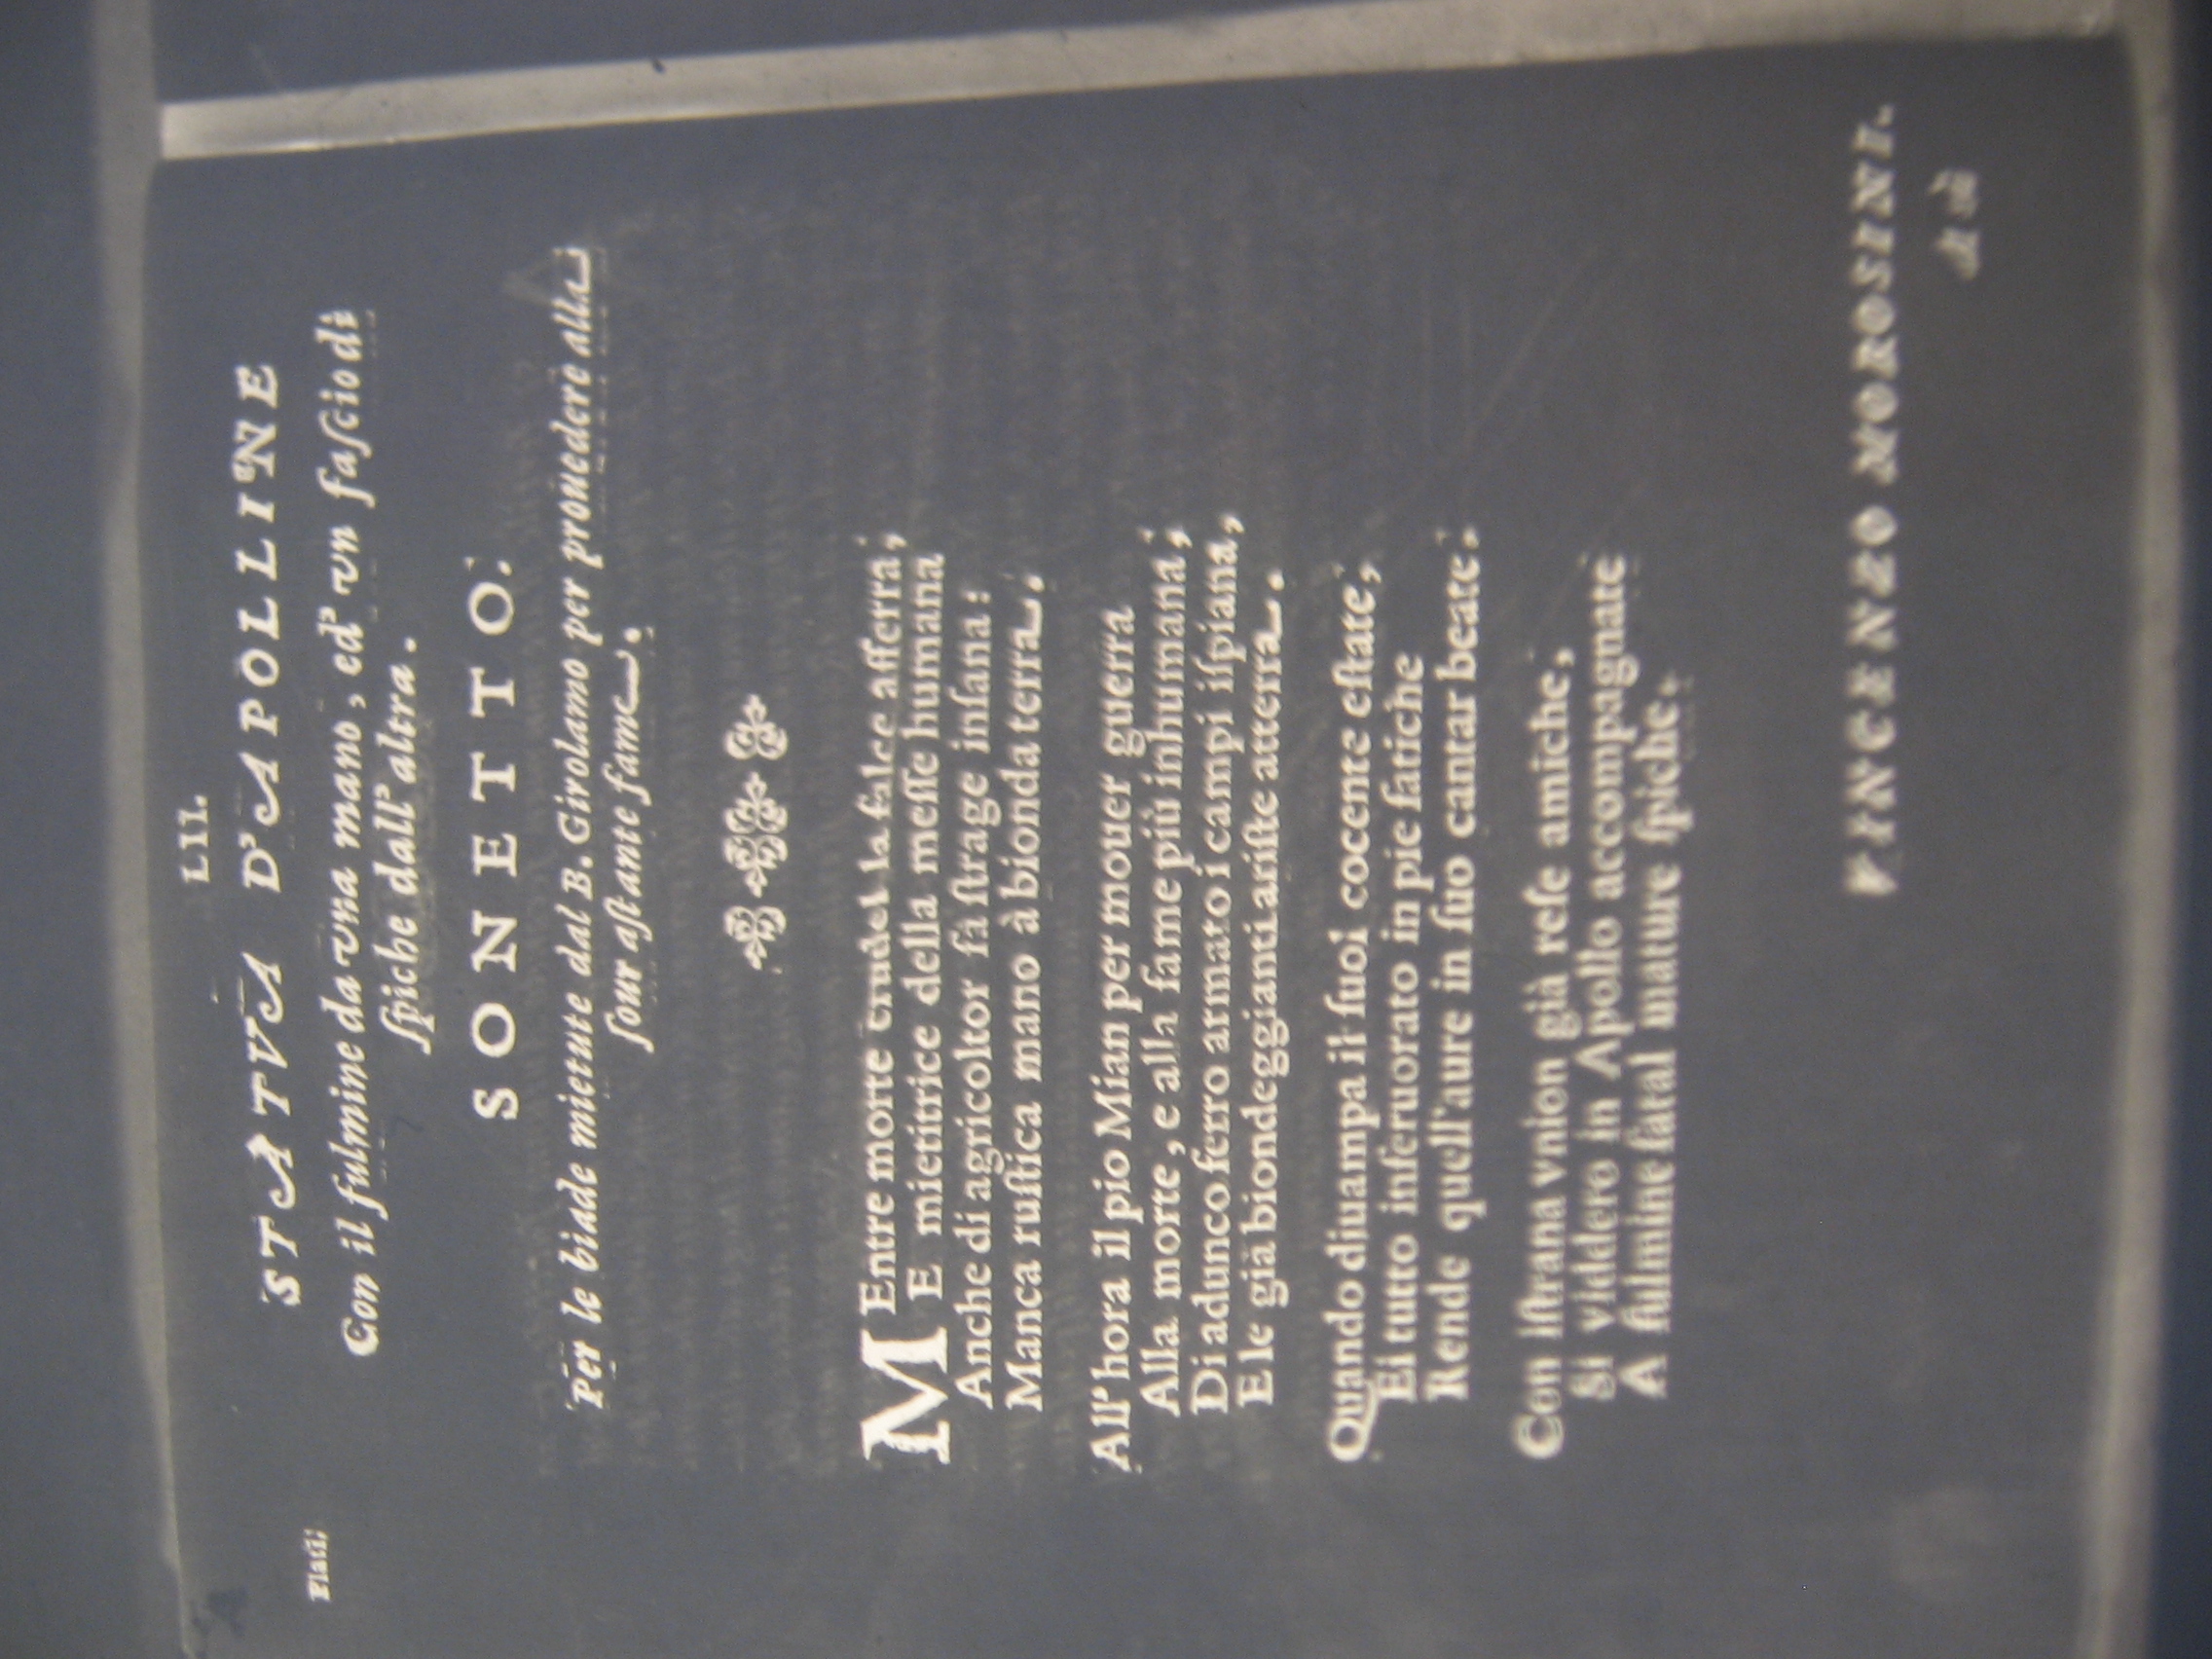 LII.
STATVA D'APOLLINE
Plati:
Con il fulmine da vna mano, ed' vn faſcio di
ſpiche dall'altra.
SONETTO.
Per le biade mietute dal B. Girolamo per prouedere alla
ſour aſtante fame.
MEntre morte crudel la falce afferra;
E mietitrice della meſſe humana
Anche di agricoltor fà ſtrage inſana:
Manca ruſtica mano à bionda terra.
All'hora il pio Mian per mouer guerra
Alla morte, e alla fame più inhumana;
Di adunco ferro armato i campi iſpiana,
E le già biondeggianti ariſte atterra.
Quando diuampa ii ſuoi cocente eſtate,
Ei tutto inferuorato in pie fatiche
Rende quell'aure in ſuo cantar beate.
Con Iſtrana vnion già reſe amiche,
Si viddero in Apollo accompagnate
A fulmine fatal mature ſpiche.
VINCENZO MOROSINI.